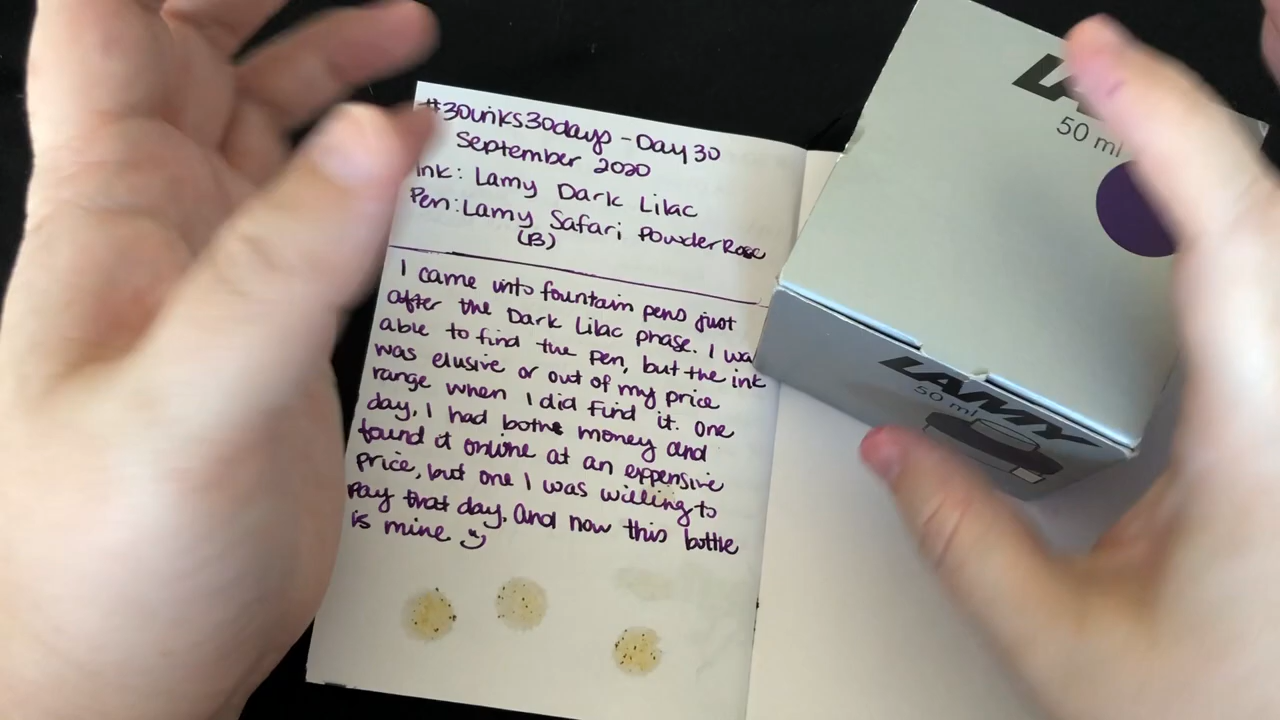 #30inks30days - Day 30
September 2020
Ink: Lamy Dark Lilac
Pen: Lamy Safari Powder Rose
(B)
I came into fountain pens just
after the Dark Lilac phase. I wa
able to find the pen, but the ink
was elusive or out of my price
range when I did find it. One
day, I had both money and
found it online at an expensive
price, but one I was willing to
pay that day. And now this bottle
is mine
50 ml
LAMY
50 ml